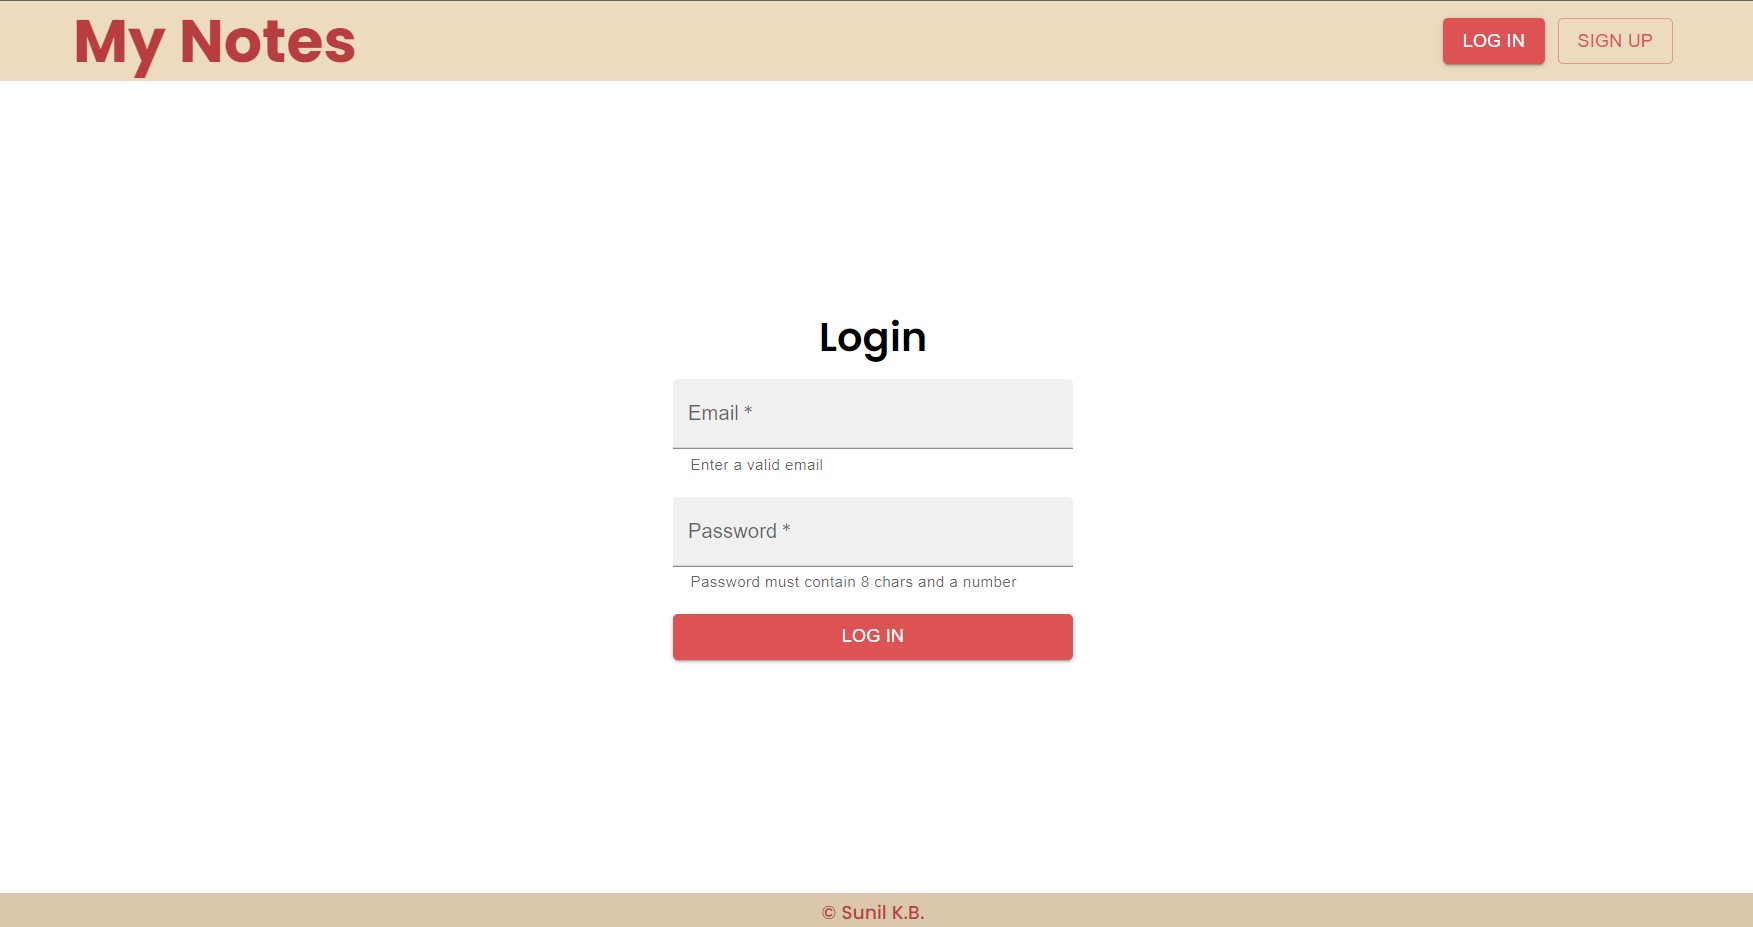 My Notes
LOG IN
SIGN UP
Login
Email *
Enter a valid email
Password *
Password must contain 8 chars and a number
LOG IN
© Sunil K.B.